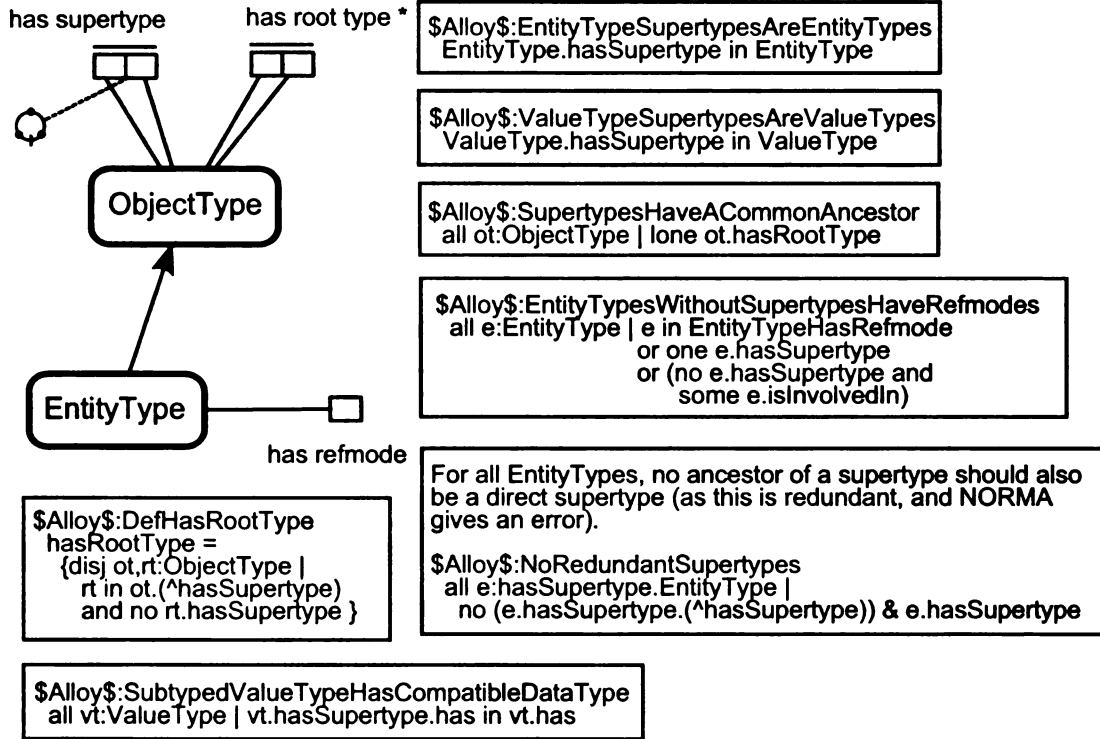 has supertype
has root type *
ObjectType
EntityType
has refmode
$Alloy$:EntityTypeSupertypesAreEntityTypes
EntityType.hasSupertype in EntityType
$Alloy$:ValueTypeSupertypesAreValueTypes
ValueType.hasSupertype in ValueType
$Alloy$:SupertypesHaveACommonAncestor
all ot:ObjectType | lone ot.hasRootType
$Alloy$:EntityTypesWithoutSupertypesHaveRefmodes
all e:EntityType | e in EntityTypeHasRefmode
or one e.hasSupertype
or (no e.hasSupertype and
some e.isInvolvedIn)
For all EntityTypes, no ancestor of a supertype should also
be a direct supertype (as this is redundant, and NORMA
gives an error).
$Alloy$:NoRedundantSupertypes
all e:hasSupertype.EntityType |
no (e.hasSupertype.(^hasSupertype)) & e.hasSupertype
$Alloy$:DefHasRootType
hasRootType =
{disj ot,rt:ObjectType |
rt in ot.(^hasSupertype)
and no rt.hasSupertype }
$Alloy$:SubtypedValueTypeHasCompatibleDataType
all vt:ValueType | vt.hasSupertype.has in vt.has